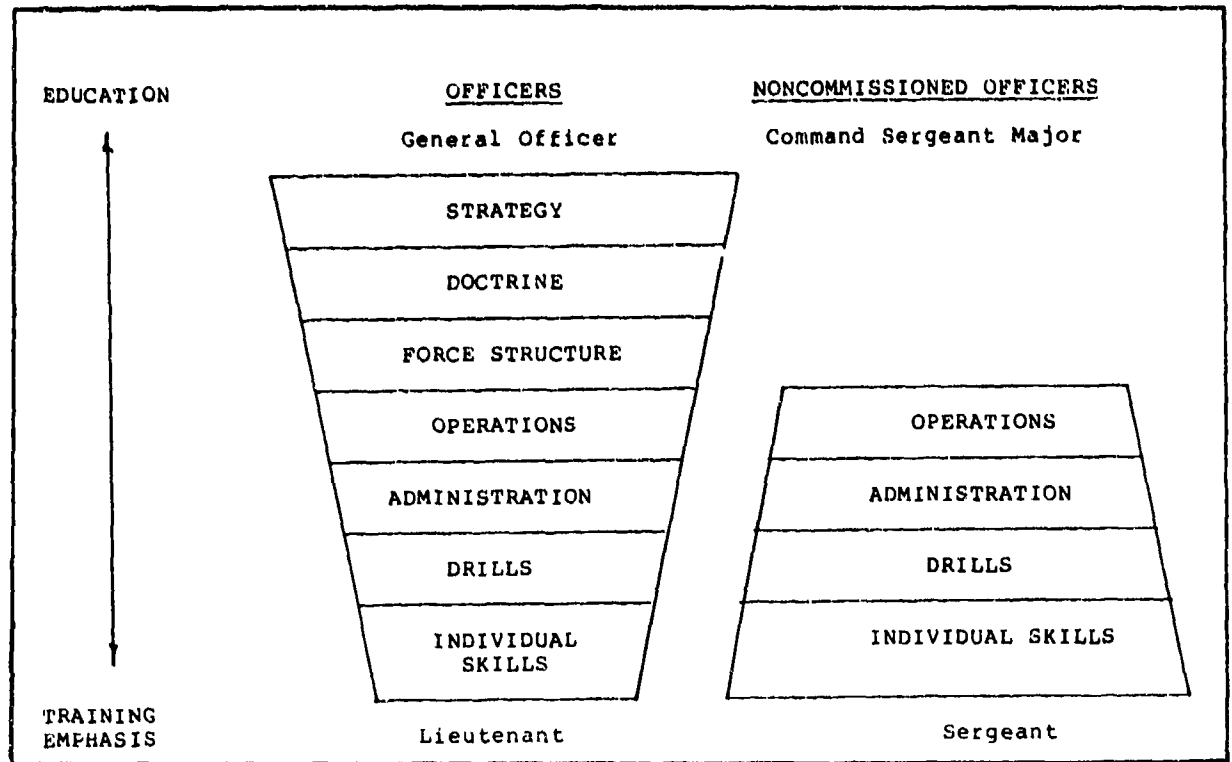 EDUCATION
OFFICERS
NONCOMMISSIONED OFFICERS
General Officer
Command Sergeant Major
STRATEGY
DOCTRINE
FORCE STRUCTURE
OPERATIONS
ADMINISTRATION
DRILLS
INDIVIDUAL
SKILLS
OPERATIONS
ADMINISTRATION
DRILLS
INDIVIDUAL SKILLS
TRAINING
EMPHASIS
Lieutenant
Sergeant